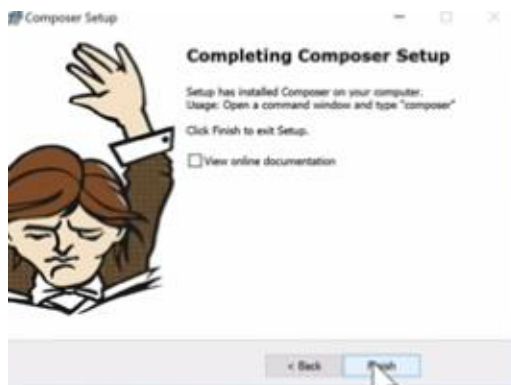 Composer Setup
Completing Composer Setup
Setup has installed Composer on your computer.
Usage: Open a command window and type "composer"
Click Finish to exit Setup.
View online documentation
< Back
Finish